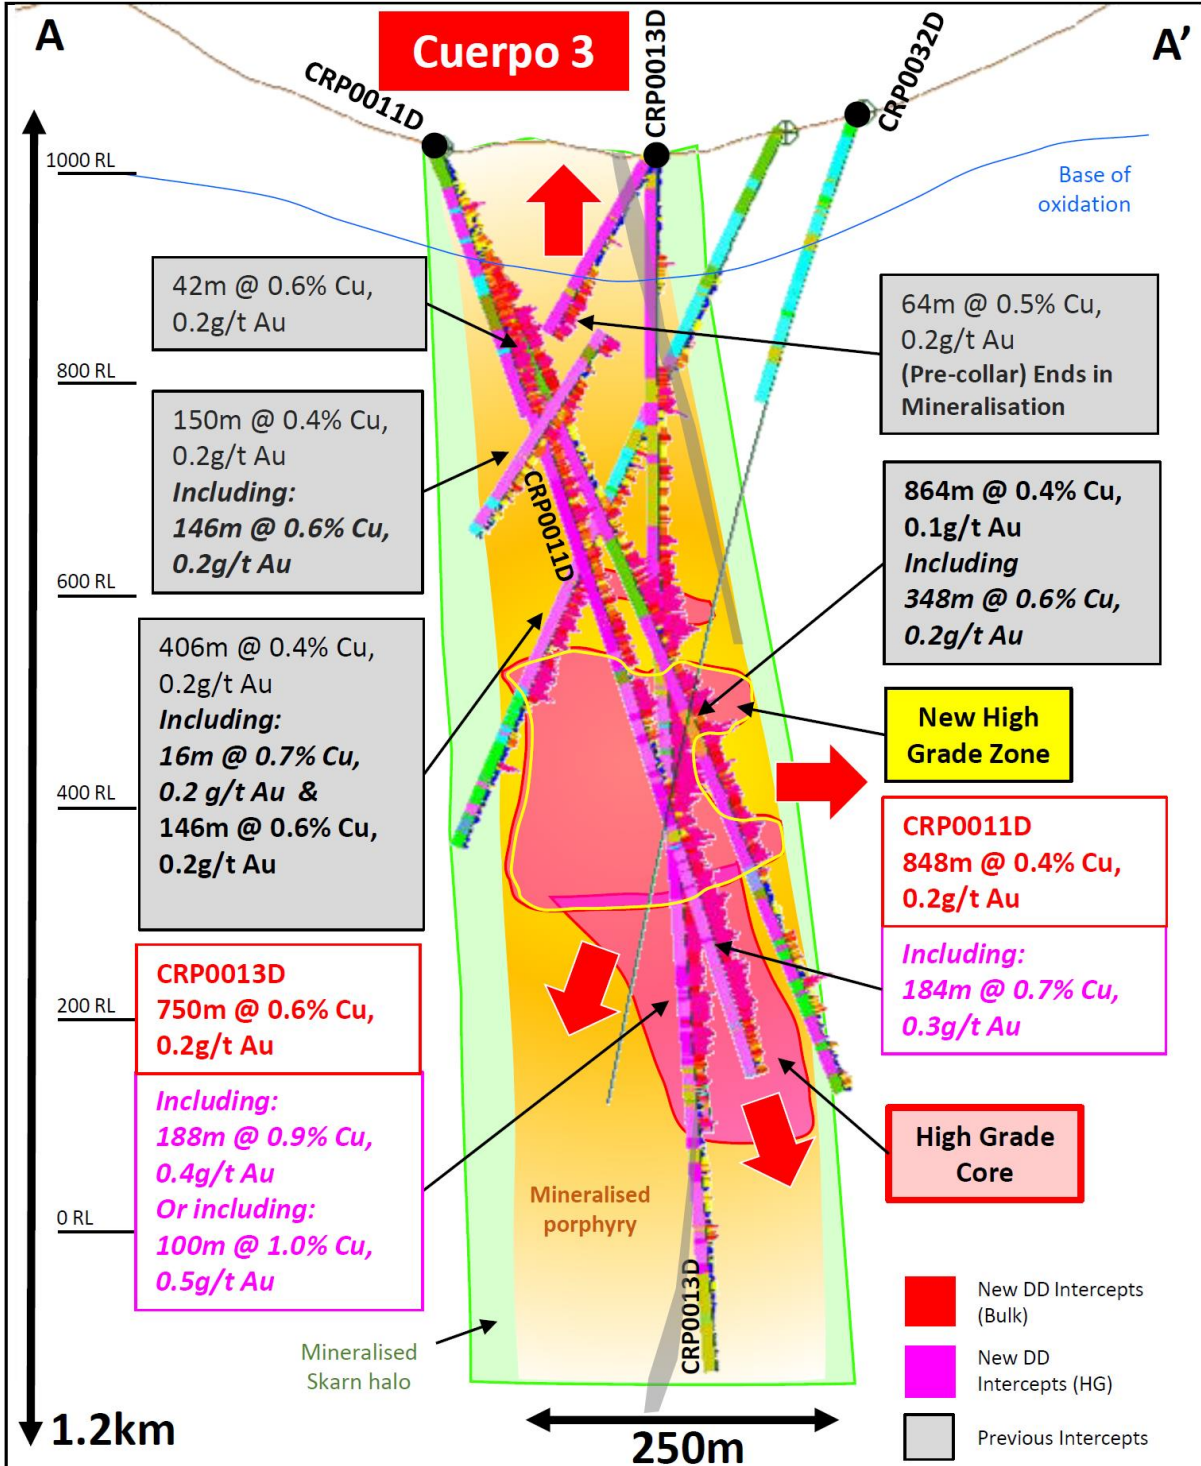 A
Cuerpo 3
A'
CRP0011D
CRP0013D
CRP0032D
1000 RL
Base of
oxidation
42m @ 0.6% Cu,
0.2g/t Au
64m @ 0.5% Cu,
0.2g/t Au
(Pre-collar) Ends in
Mineralisation
800 RL
150m @ 0.4% Cu,
0.2g/t Au
Including:
146m @ 0.6% Cu,
0.2g/t Au
CRP0011D
864m @ 0.4% Cu,
0.1g/t Au
Including
348m @ 0.6% Cu,
0.2g/t Au
600 RL
406m @ 0.4% Cu,
0.2g/t Au
Including:
16m @ 0.7% Cu,
0.2 g/t Au &
146m @ 0.6% Cu,
0.2g/t Au
New High
Grade Zone
400 RL
CRP0011D
848m @ 0.4% Cu,
0.2g/t Au
Including:
184m @ 0.7% Cu,
0.3g/t Au
CRP0013D
750m @ 0.6% Cu,
0.2g/t Au
200 RL
Including:
188m @ 0.9% Cu,
0.4g/t Au
Or including:
100m @ 1.0% Cu,
0.5g/t Au
High Grade
Core
Mineralised
porphyry
0 RL
CRP0013D
Mineralised
Skarn halo
New DD Intercepts
(Bulk)
New DD
Intercepts (HG)
Previous Intercepts
1.2km
250m